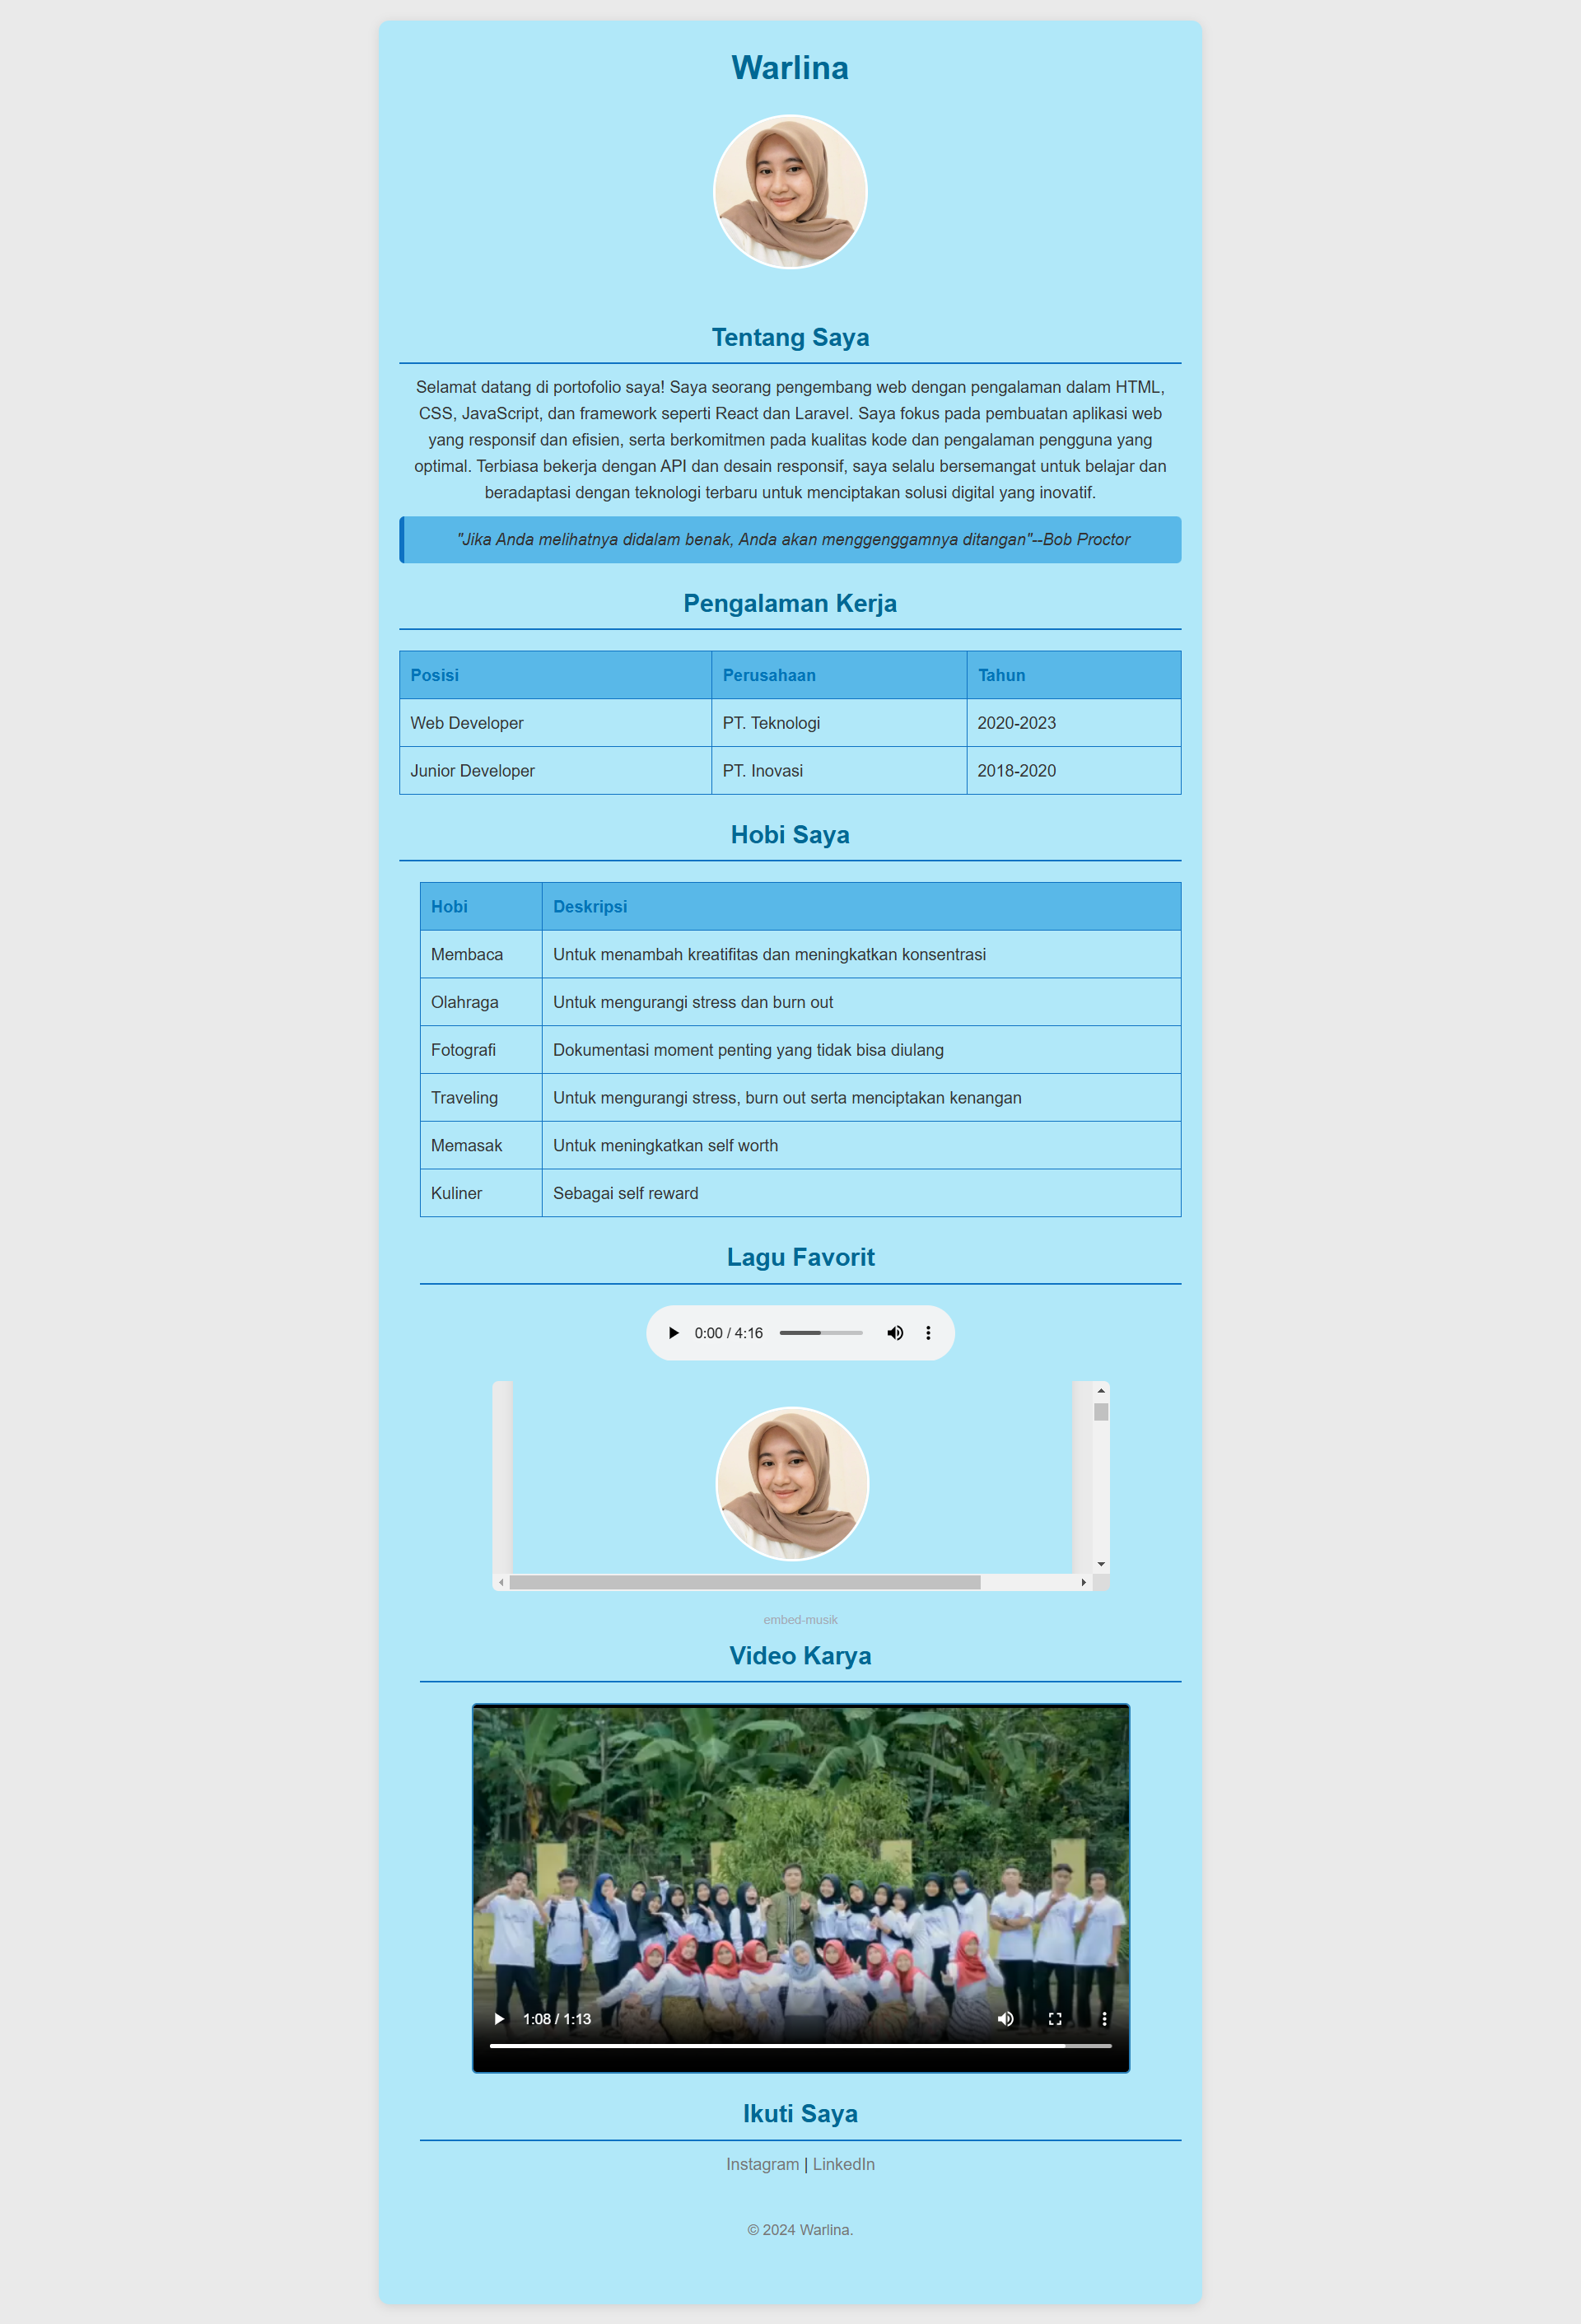 Warlina
Tentang Saya
Selamat datang di portofolio saya! Saya seorang pengembang web dengan pengalaman dalam HTML,
CSS, JavaScript, dan framework seperti React dan Laravel. Saya fokus pada pembuatan aplikasi web
yang responsif dan efisien, serta berkomitmen pada kualitas kode dan pengalaman pengguna yang
optimal. Terbiasa bekerja dengan API dan desain responsif, saya selalu bersemangat untuk belajar dan
beradaptasi dengan teknologi terbaru untuk menciptakan solusi digital yang inovatif.
"Jika Anda melihatnya didalam benak, Anda akan menggenggamnya ditangan"--Bob Proctor
Pengalaman Kerja
Posisi Perusahaan Tahun
Web Developer PT. Teknologi 2020-2023
Junior Developer PT. Inovasi 2018-2020
Hobi Saya
Hobi Deskripsi
Membaca Untuk menambah kreatifitas dan meningkatkan konsentrasi
Olahraga Untuk mengurangi stress dan burn out
Fotografi Dokumentasi moment penting yang tidak bisa diulang
Traveling Untuk mengurangi stress, burn out serta menciptakan kenangan
Memasak Untuk meningkatkan self worth
Kuliner Sebagai self reward
Lagu Favorit
0:00 / 4:16
embed-musik
Video Karya
1:08 / 1:13
Ikuti Saya
Instagram | LinkedIn
© 2024 Warlina.